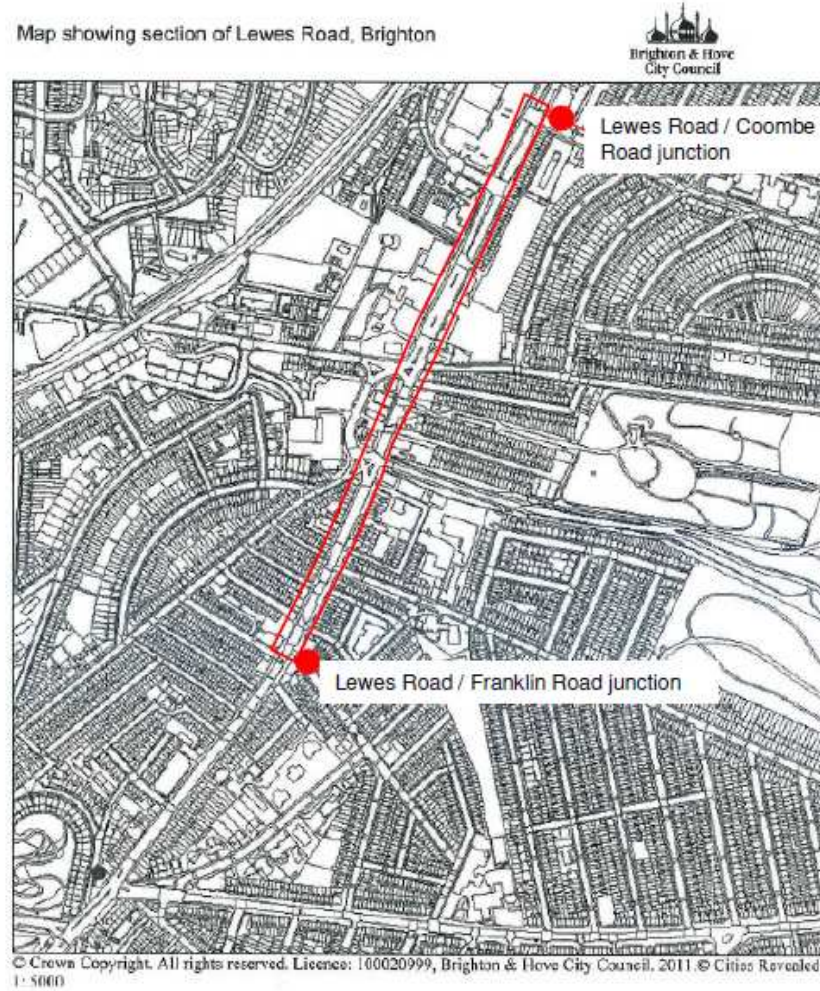 Map showing section of Lewes Road, Brighton
Brighton & Hove
City Council
Lewes Road / Coombe
Road junction
Lewes Road / Franklin Road junction
© Crown Copyright. All rights reserved. Licence: 100020999, Brighton & Hove City Council. 2011.© Cities Revealed
1:5000